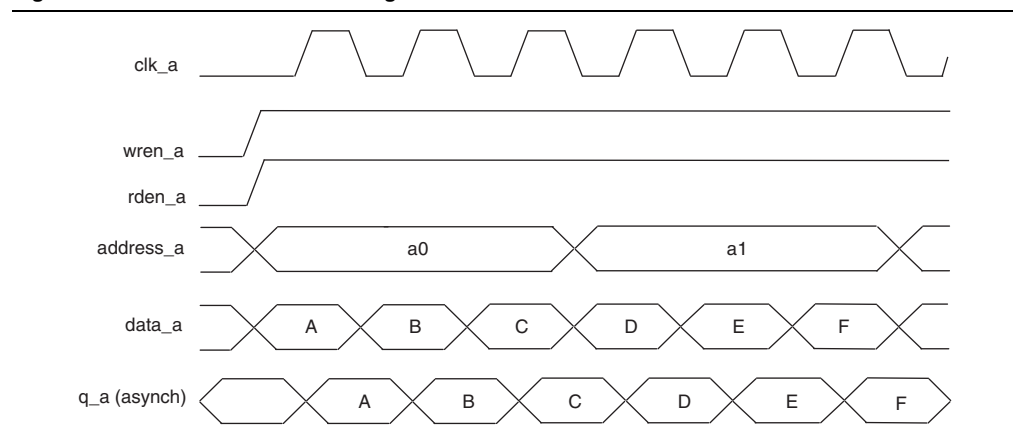 clk_a
wren_a
rden_a
address_a a0 a1
data_a A B C D E F
q_a (asynch) A B C D E F